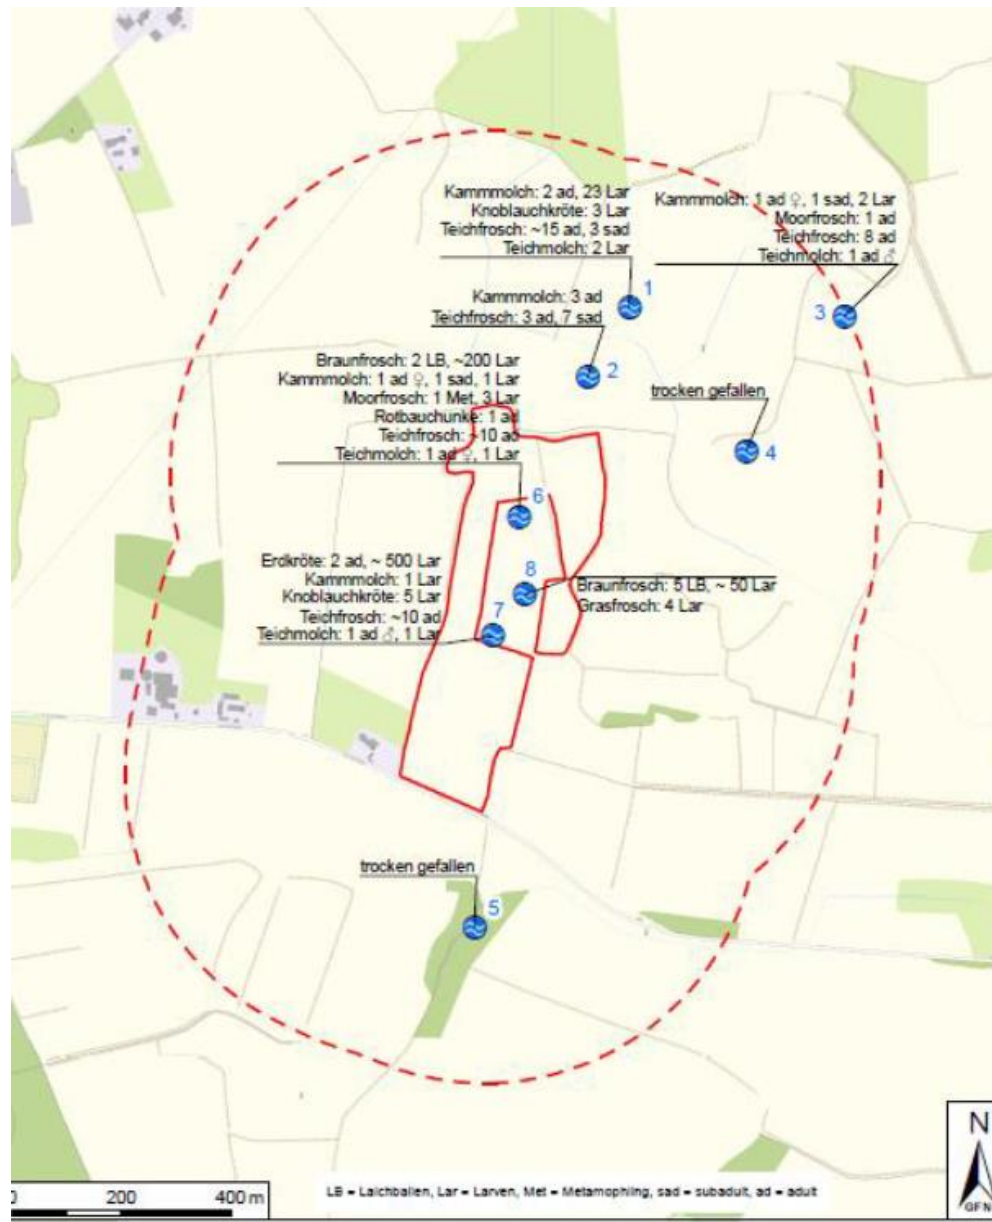 Kammmolch: 2 ad, 23 Lar
Knoblauchkröte: 3 Lar
Teichfrosch: ~15 ad, 3 sad
Teichmolch: 2 Lar
1
Kammmolch: 1 ad ♀, 1 sad, 2 Lar
Moorfrosch: 1 ad
Teichfrosch: 8 ad
Teichmolch: 1 ad ♂
3
Kammmolch: 3 ad
Teichfrosch: 3 ad, 7 sad
2
trocken gefallen
4
Braunfrosch: 2 LB, ~200 Lar
Kammmolch: 1 ad ♀, 1 sad, 1 Lar
Moorfrosch: 1 Met, 3 Lar
Rotbauchunke: 1 ad
Teichfrosch: ~10 ad
Teichmolch: 1 ad ♀, 1 Lar
6
Erdkröte: 2 ad, ~ 500 Lar
Kammmolch: 1 Lar
Knoblauchkröte: 5 Lar
Teichfrosch: ~10 ad
Teichmolch: 1 ad ♂, 1 Lar
7
8
Braunfrosch: 5 LB, ~ 50 Lar
Grasfrosch: 4 Lar
trocken gefallen
5
N
GFN
0 200 400 m
LB = Laichballen, Lar = Larven, Met = Metamophling, sad = subadult, ad = adult